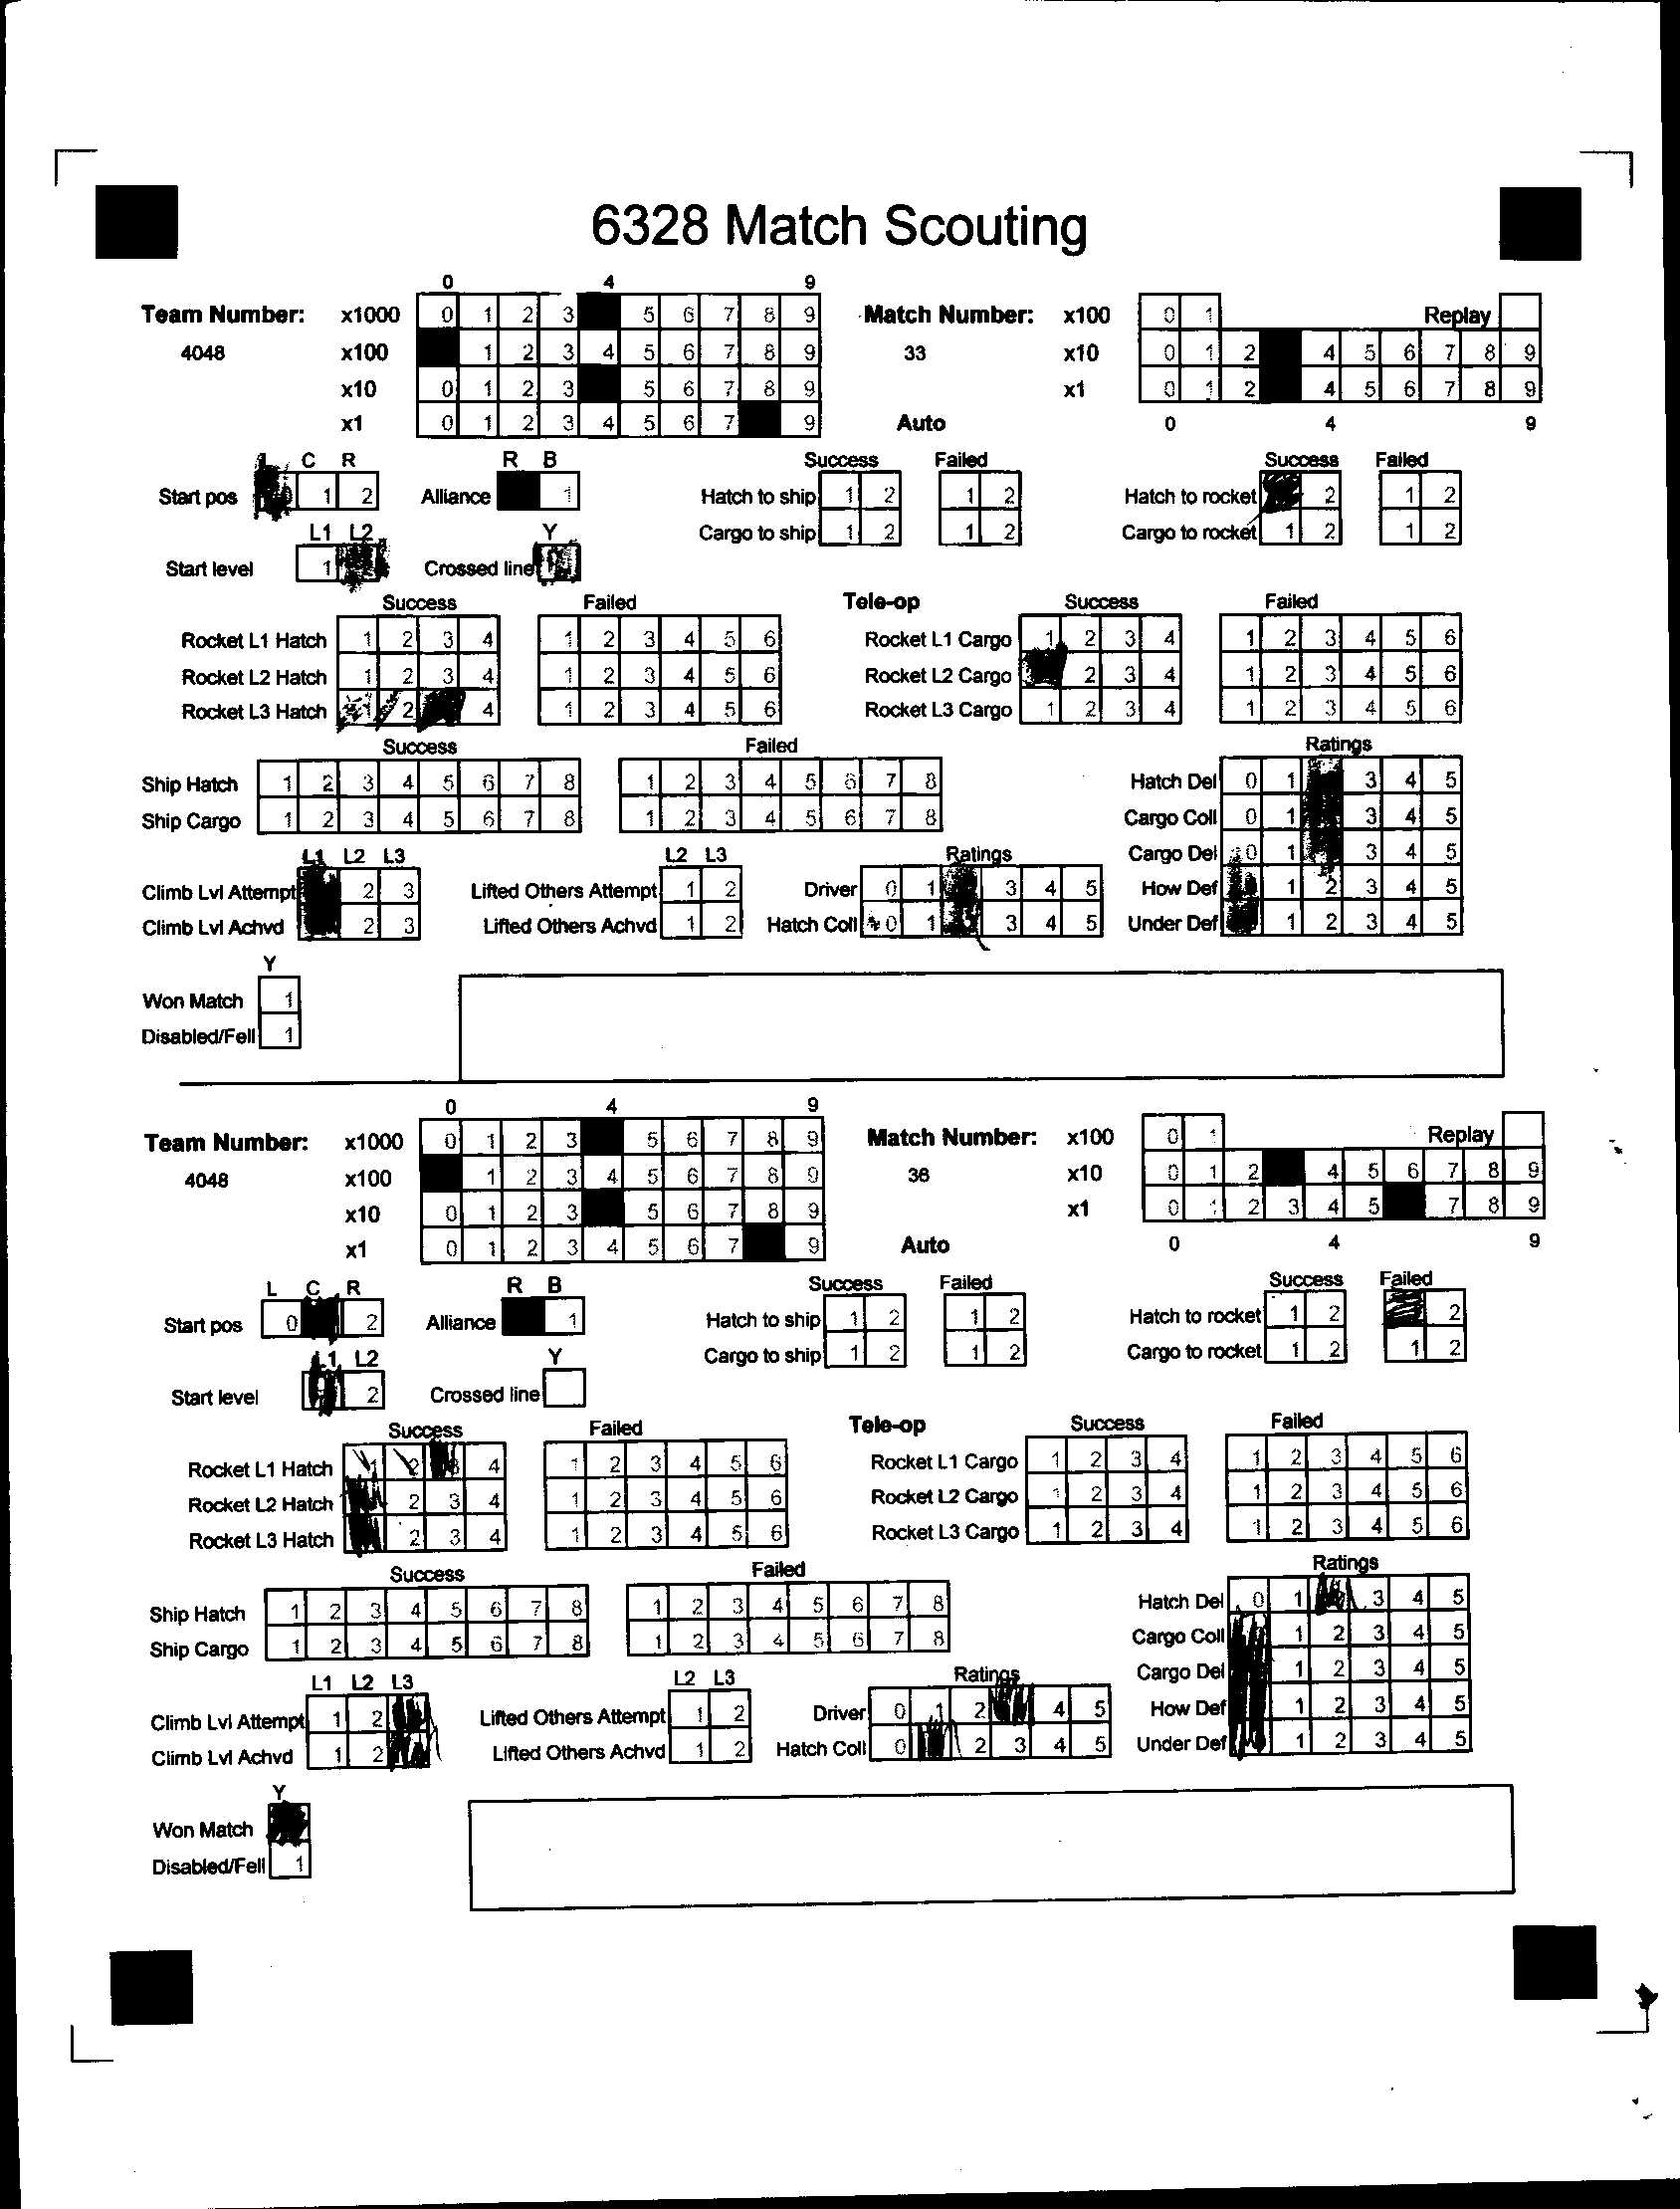 6328 Match Scouting
0 4 9
Team Number: x1000 0 1 2 3 5 6 7 8 9 Match Number: x100 0 1 Replay
4048 x100 1 2 3 4 5 6 7 8 9 33 x10 0 1 2 4 5 6 7 8 9
x10 0 1 2 3 5 6 7 8 9 x1 0 1 2 4 5 6 7 8 9
x1 0 1 2 3 4 5 6 7 9 Auto 0 4 9
C R R B Success Failed Success Failed
Start pos 1 2 Alliance 1 Hatch to ship 1 2 1 2 Hatch to rocket 2 1 2
L1 L2 Y Cargo to ship 1 2 1 2 Cargo to rocket 1 2 1 2
Start level 1 Crossed line
Success Failed Tele-op Success Failed
Rocket L1 Hatch 1 2 3 4 1 2 3 4 5 6 Rocket L1 Cargo 1 2 3 4 1 2 3 4 5 6
Rocket L2 Hatch 1 2 3 4 1 2 3 4 5 6 Rocket L2 Cargo 2 3 4 1 2 3 4 5 6
Rocket L3 Hatch 1 2 4 1 2 3 4 5 6 Rocket L3 Cargo 1 2 3 4 1 2 3 4 5 6
Success Failed Ratings
Ship Hatch 1 2 3 4 5 6 7 8 1 2 3 4 5 6 7 8 Hatch Del 0 1 3 4 5
Ship Cargo 1 2 3 4 5 6 7 8 1 2 3 4 5 6 7 8 Cargo Coll 0 1 3 4 5
L1 L2 L3 L2 L3 Ratings Cargo Del 0 1 3 4 5
Climb Lvl Attempt 2 3 Lifted Others Attempt 1 2 Driver 0 1 3 4 5 How Def 1 2 3 4 5
Climb Lvl Achvd 2 3 Lifted Others Achvd 1 2 Hatch Coll 0 1 3 4 5 Under Def 1 2 3 4 5
Y
Won Match 1
Disabled/Fell 1
0 4 9
Team Number: x1000 0 1 2 3 5 6 7 8 9 Match Number: x100 0 1 Replay
4048 x100 1 2 3 4 5 6 7 8 9 36 x10 0 1 2 4 5 6 7 8 9
x10 0 1 2 3 5 6 7 8 9 x1 0 1 2 3 4 5 7 8 9
x1 0 1 2 3 4 5 6 7 9 Auto 0 4 9
L C R R B Success Failed Success Failed
Start pos 0 2 Alliance 1 Hatch to ship 1 2 1 2 Hatch to rocket 1 2 2
L1 L2 Y Cargo to ship 1 2 1 2 Cargo to rocket 1 2 1 2
Start level 2 Crossed line
Success Failed Tele-op Success Failed
Rocket L1 Hatch 1 2 3 4 1 2 3 4 5 6 Rocket L1 Cargo 1 2 3 4 1 2 3 4 5 6
Rocket L2 Hatch 2 3 4 1 2 3 4 5 6 Rocket L2 Cargo 1 2 3 4 1 2 3 4 5 6
Rocket L3 Hatch 2 3 4 1 2 3 4 5 6 Rocket L3 Cargo 1 2 3 4 1 2 3 4 5 6
Success Failed Ratings
Ship Hatch 1 2 3 4 5 6 7 8 1 2 3 4 5 6 7 8 Hatch Del 0 1 3 4 5
Ship Cargo 1 2 3 4 5 6 7 8 1 2 3 4 5 6 7 8 Cargo Coll 1 2 3 4 5
L1 L2 L3 L2 L3 Ratings Cargo Del 1 2 3 4 5
Climb Lvl Attempt 1 2 Lifted Others Attempt 1 2 Driver 0 1 2 4 5 How Def 1 2 3 4 5
Climb Lvl Achvd 1 2 Lifted Others Achvd 1 2 Hatch Coll 0 2 3 4 5 Under Def 1 2 3 4 5
Y
Won Match
Disabled/Fell 1